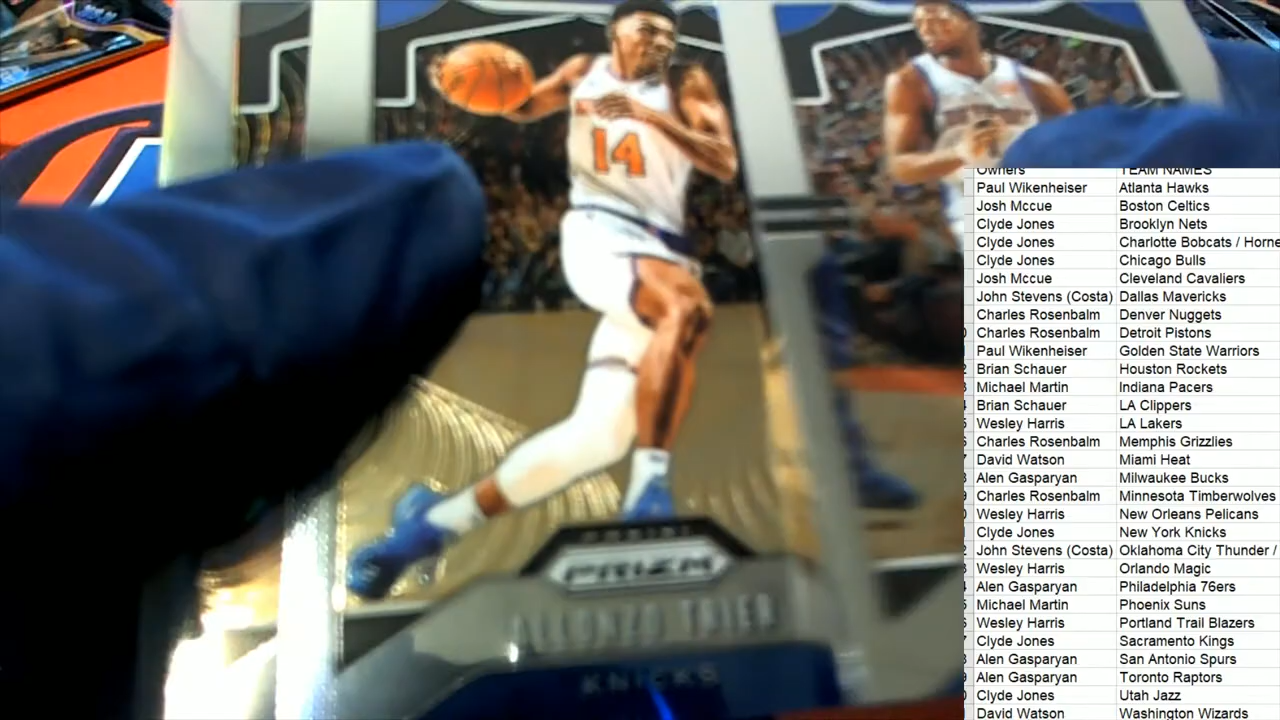 14
PANINI
PRIZM
ALLONZO TRIER
KNICKS
Owners TEAM NAMES
Paul Wikenheiser Atlanta Hawks
Josh Mccue Boston Celtics
Clyde Jones Brooklyn Nets
Clyde Jones Charlotte Bobcats / Horne
Clyde Jones Chicago Bulls
Josh Mccue Cleveland Cavaliers
John Stevens (Costa) Dallas Mavericks
Charles Rosenbalm Denver Nuggets
Charles Rosenbalm Detroit Pistons
Paul Wikenheiser Golden State Warriors
Brian Schauer Houston Rockets
Michael Martin Indiana Pacers
Brian Schauer LA Clippers
Wesley Harris LA Lakers
Charles Rosenbalm Memphis Grizzlies
David Watson Miami Heat
Alen Gasparyan Milwaukee Bucks
Charles Rosenbalm Minnesota Timberwolves
Wesley Harris New Orleans Pelicans
Clyde Jones New York Knicks
John Stevens (Costa) Oklahoma City Thunder /
Wesley Harris Orlando Magic
Alen Gasparyan Philadelphia 76ers
Michael Martin Phoenix Suns
Wesley Harris Portland Trail Blazers
Clyde Jones Sacramento Kings
Alen Gasparyan San Antonio Spurs
Alen Gasparyan Toronto Raptors
Clyde Jones Utah Jazz
David Watson Washington Wizards